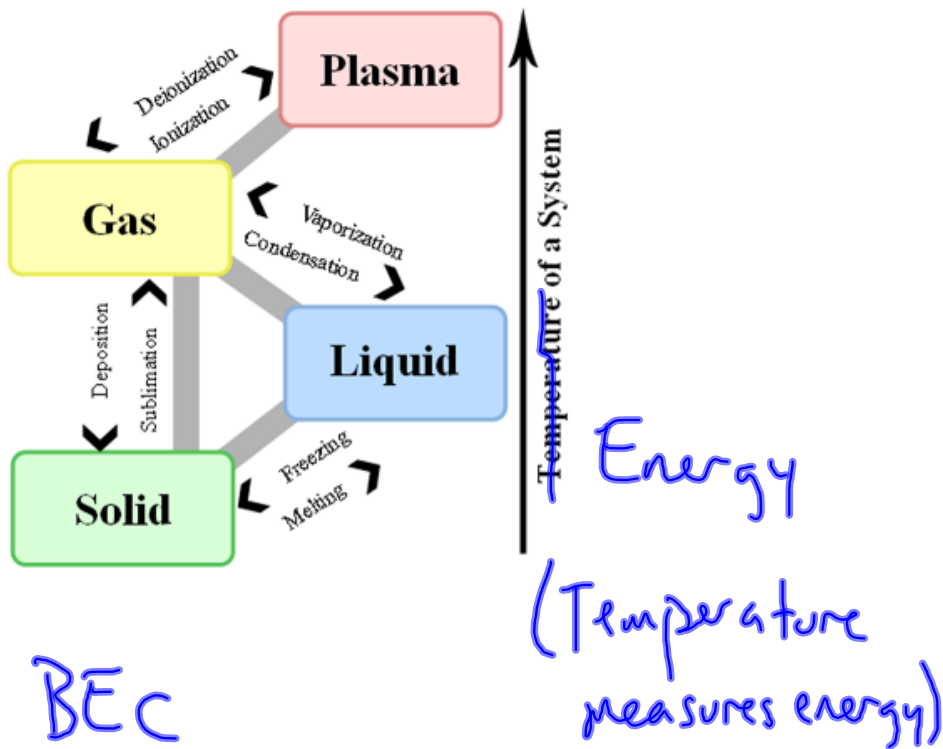 Plasma
Deionization
Ionization
Gas
Vaporization
Condensation
Temperature of a System
Deposition
Sublimation
Liquid
Energy
Freezing
Melting
Solid
(Temperature
measures energy)
BEC